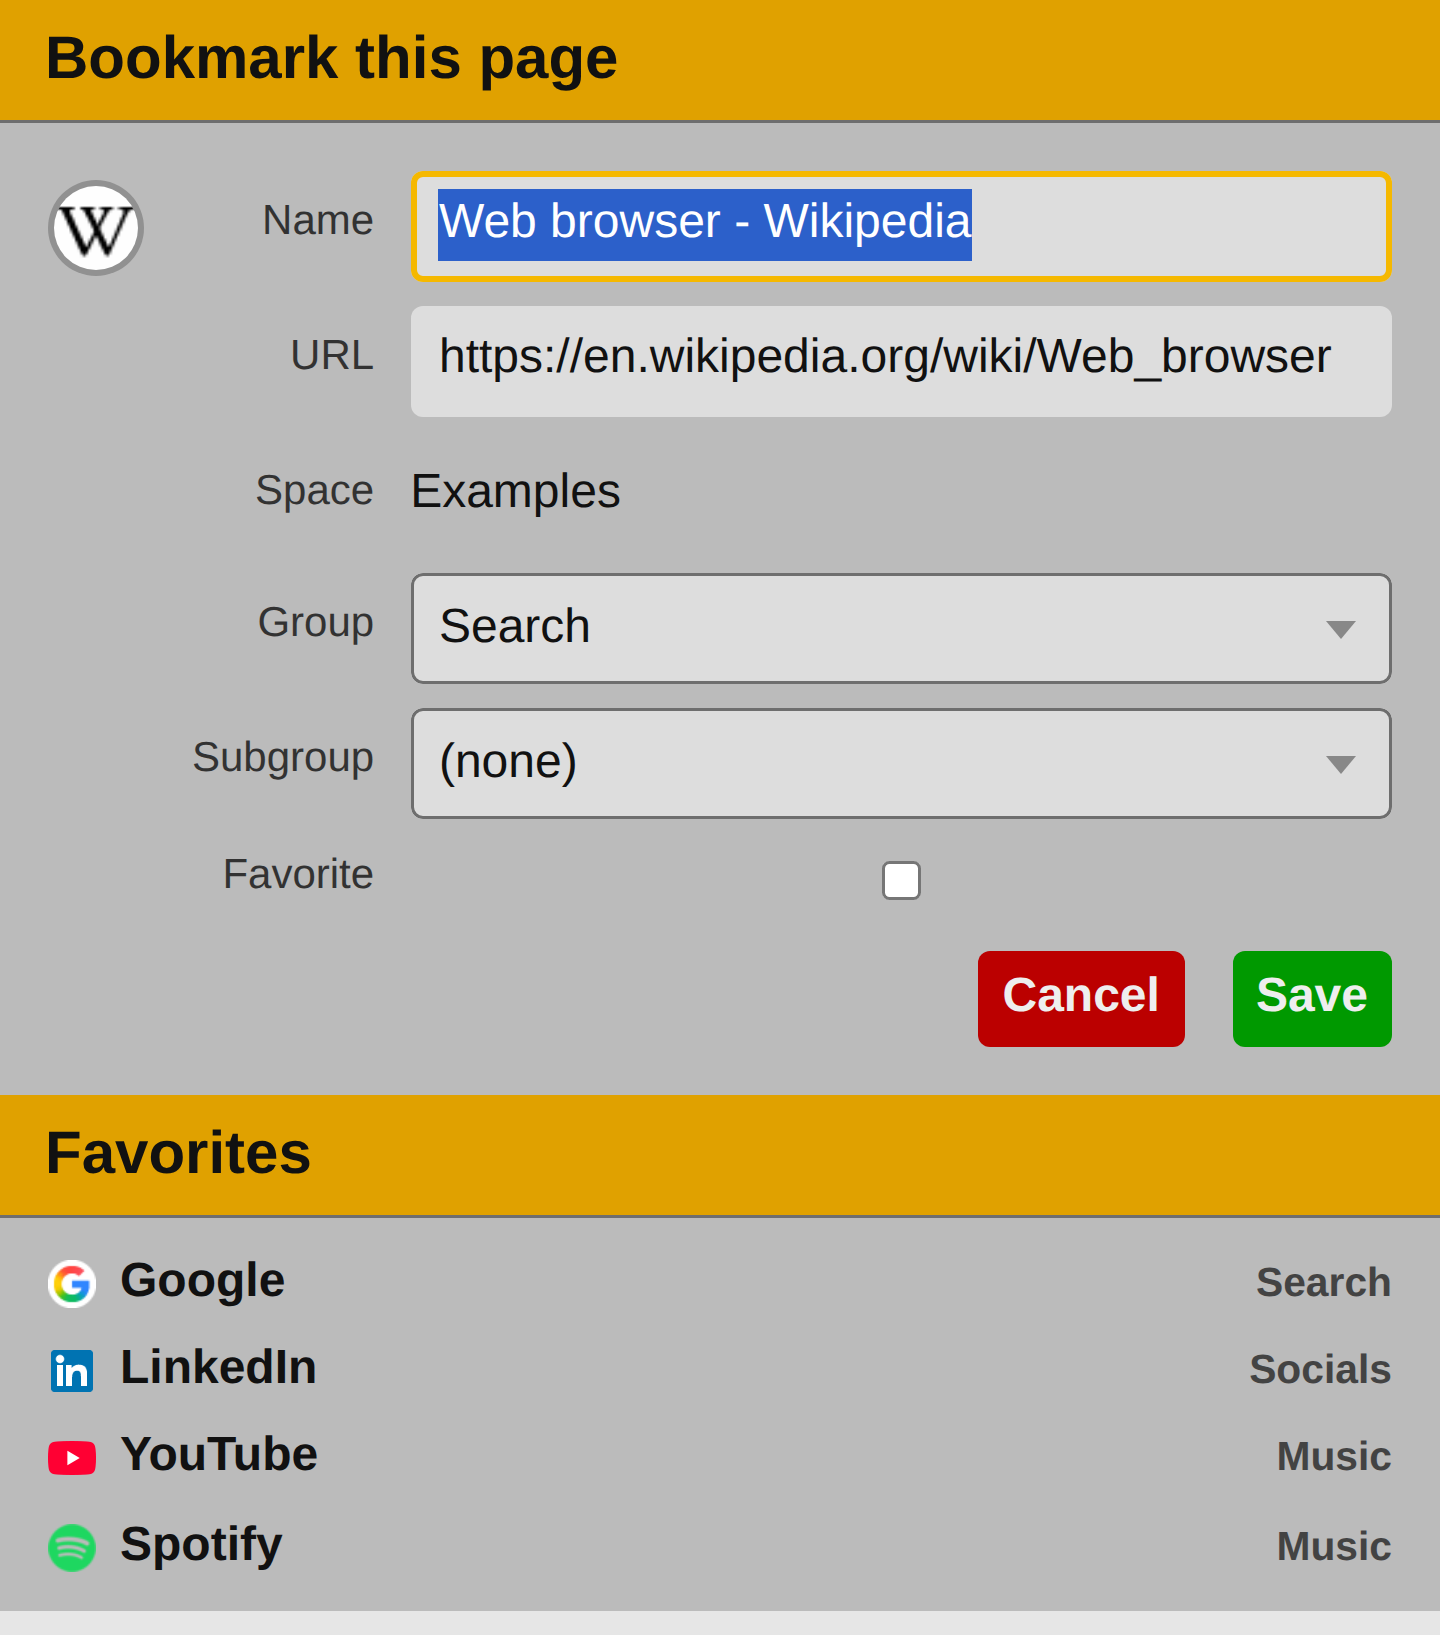 Bookmark this page
W
Name
Web browser - Wikipedia
URL
https://en.wikipedia.org/wiki/Web_browser
Space
Examples
Group
Search
Subgroup
(none)
Favorite
Cancel
Save
Favorites
G
Google
Search
in
LinkedIn
Socials
YouTube
Music
Spotify
Music